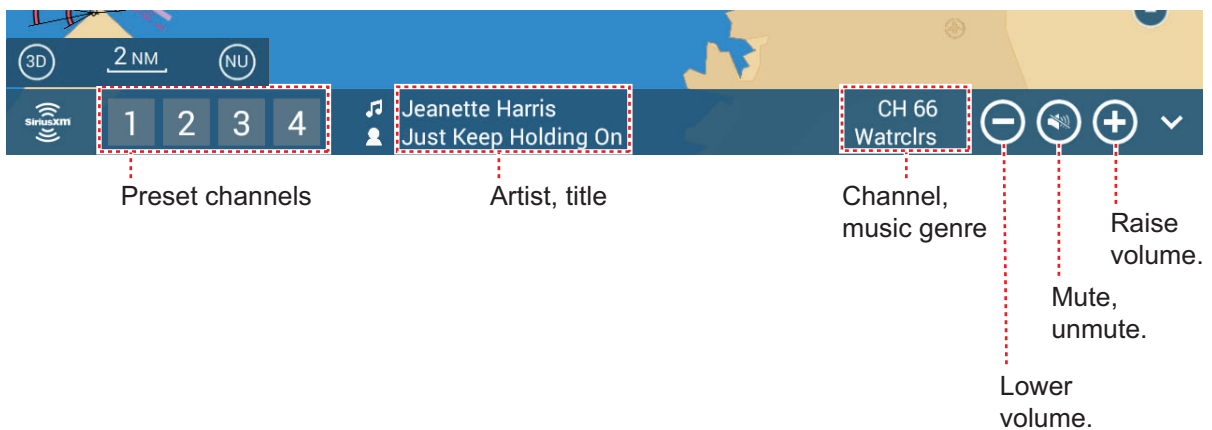 3D
2 NM
NU
siriusxm
1 2 3 4
Jeanette Harris
Just Keep Holding On
CH 66
Watrclrs
Preset channels
Artist, title
Channel,
music genre
Raise
volume.
Mute,
unmute.
Lower
volume.